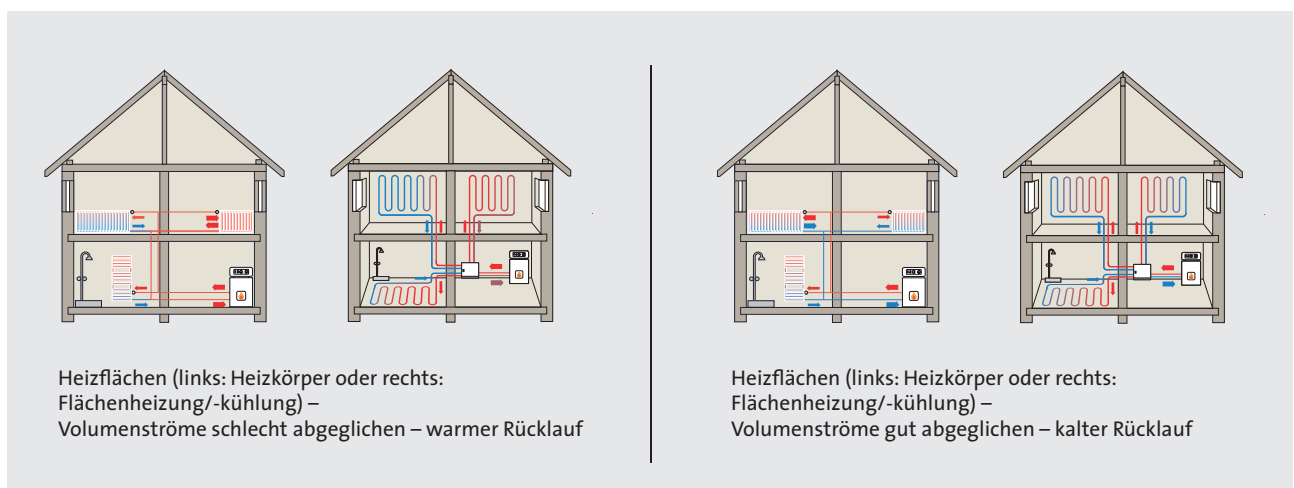 Heizflächen (links: Heizkörper oder rechts:
Flächenheizung/-kühlung) –
Volumenströme schlecht abgeglichen – warmer Rücklauf
Heizflächen (links: Heizkörper oder rechts:
Flächenheizung/-kühlung) –
Volumenströme gut abgeglichen – kalter Rücklauf